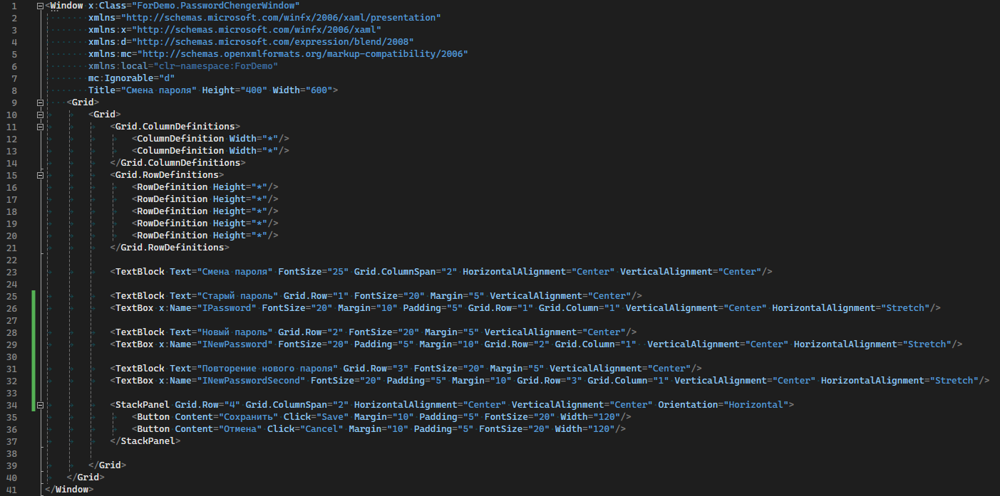 1 <Window x:Class="ForDemo.PasswordChengerWindow"
2 xmlns="http://schemas.microsoft.com/winfx/2006/xaml/presentation"
3 xmlns:x="http://schemas.microsoft.com/winfx/2006/xaml"
4 xmlns:d="http://schemas.microsoft.com/expression/blend/2008"
5 xmlns:mc="http://schemas.openxmlformats.org/markup-compatibility/2006"
6 xmlns:local="clr-namespace:ForDemo"
7 mc:Ignorable="d"
8 Title="Смена пароля" Height="400" Width="600">
9 <Grid>
10 <Grid>
11 <Grid.ColumnDefinitions>
12 <ColumnDefinition Width="*"/>
13 <ColumnDefinition Width="*"/>
14 </Grid.ColumnDefinitions>
15 <Grid.RowDefinitions>
16 <RowDefinition Height="*"/>
17 <RowDefinition Height="*"/>
18 <RowDefinition Height="*"/>
19 <RowDefinition Height="*"/>
20 <RowDefinition Height="*"/>
21 </Grid.RowDefinitions>
22
23 <TextBlock Text="Смена пароля" FontSize="25" Grid.ColumnSpan="2" HorizontalAlignment="Center" VerticalAlignment="Center"/>
24
25 <TextBlock Text="Старый пароль" Grid.Row="1" FontSize="20" Margin="5" VerticalAlignment="Center"/>
26 <TextBox x:Name="IPassword" FontSize="20" Margin="10" Padding="5" Grid.Row="1" Grid.Column="1" VerticalAlignment="Center" HorizontalAlignment="Stretch"/>
27
28 <TextBlock Text="Новый пароль" Grid.Row="2" FontSize="20" Margin="5" VerticalAlignment="Center"/>
29 <TextBox x:Name="INewPassword" FontSize="20" Padding="5" Margin="10" Grid.Row="2" Grid.Column="1"  VerticalAlignment="Center" HorizontalAlignment="Stretch"/>
30
31 <TextBlock Text="Повторение нового пароля" Grid.Row="3" FontSize="20" Margin="5" VerticalAlignment="Center"/>
32 <TextBox x:Name="INewPasswordSecond" FontSize="20" Padding="5" Margin="10" Grid.Row="3" Grid.Column="1" VerticalAlignment="Center" HorizontalAlignment="Stretch"/>
33
34 <StackPanel Grid.Row="4" Grid.ColumnSpan="2" HorizontalAlignment="Center" VerticalAlignment="Center" Orientation="Horizontal">
35 <Button Content="Сохранить" Click="Save" Margin="10" Padding="5" FontSize="20" Width="120"/>
36 <Button Content="Отмена" Click="Cancel" Margin="10" Padding="5" FontSize="20" Width="120"/>
37 </StackPanel>
38
39 </Grid>
40 </Grid>
41 </Window>